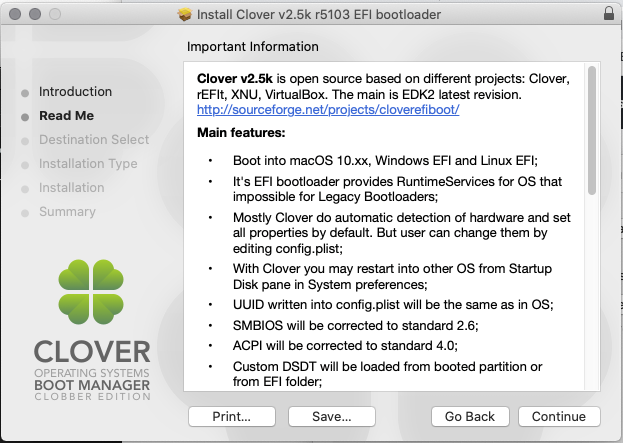 Install Clover v2.5k r5103 EFI bootloader
Important Information
Introduction
Read Me
Destination Select
Installation Type
Installation
Summary
CLOVER
OPERATING SYSTEMS
BOOT MANAGER
CLOBBER EDITION
Clover v2.5k is open source based on different projects: Clover,
rEFIt, XNU, VirtualBox. The main is EDK2 latest revision.
http://sourceforge.net/projects/cloverefiboot/
Main features:
• Boot into macOS 10.xx, Windows EFI and Linux EFI;
• It's EFI bootloader provides RuntimeServices for OS that
impossible for Legacy Bootloaders;
• Mostly Clover do automatic detection of hardware and set
all properties by default. But user can change them by
editing config.plist;
• With Clover you may restart into other OS from Startup
Disk pane in System preferences;
• UUID written into config.plist will be the same as in OS;
• SMBIOS will be corrected to standard 2.6;
• ACPI will be corrected to standard 4.0;
• Custom DSDT will be loaded from booted partition or
from EFI folder;
Print... Save... Go Back Continue